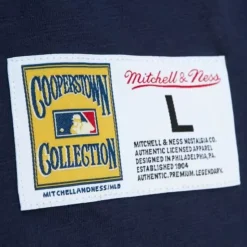 COOPERSTOWN
COLLECTION
MITCHELLANDNESS/MLB
Mitchell & Ness
L
MITCHELL & NESS NOSTALGIA CO.
AUTHENTIC LICENSED APPAREL
DESIGNED IN PHILADELPHIA, PA.
ESTABLISHED 1904
AUTHENTIC. PREMIUM. LEGENDARY.